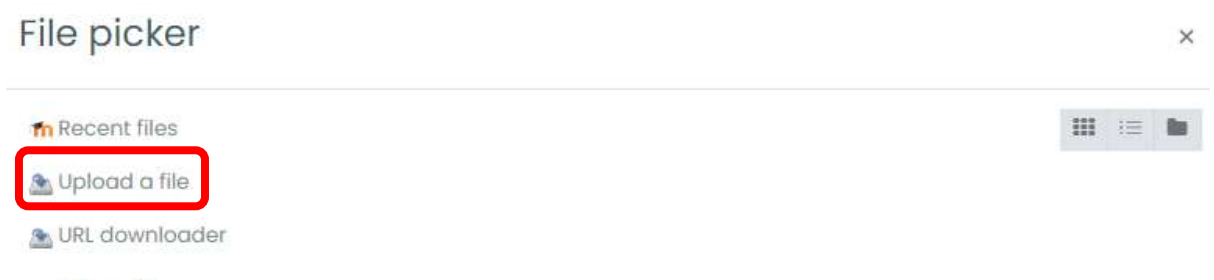 File picker
×
Recent files
Upload a file
URL downloader